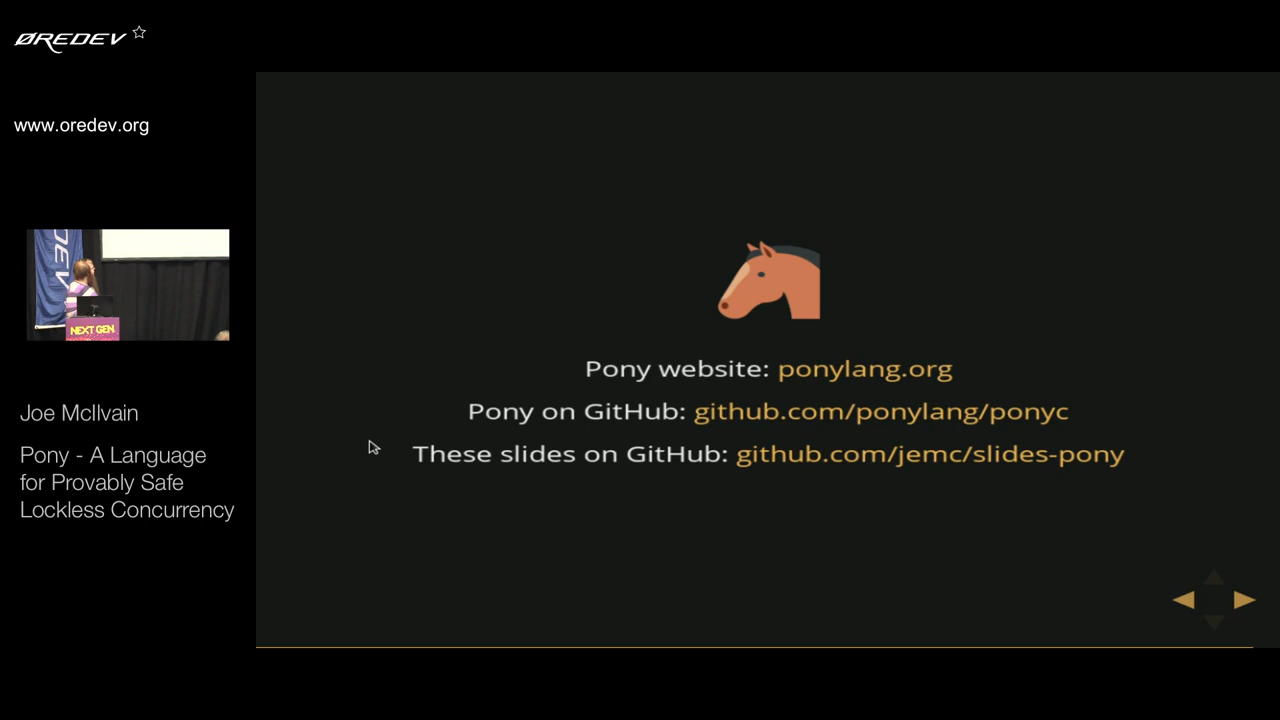 ØREDEV
www.oredev.org
DEV
NEXT GEN.
Joe McIlvain
Pony - A Language
for Provably Safe
Lockless Concurrency
Pony website: ponylang.org
Pony on GitHub: github.com/ponylang/ponyc
These slides on GitHub: github.com/jemc/slides-pony